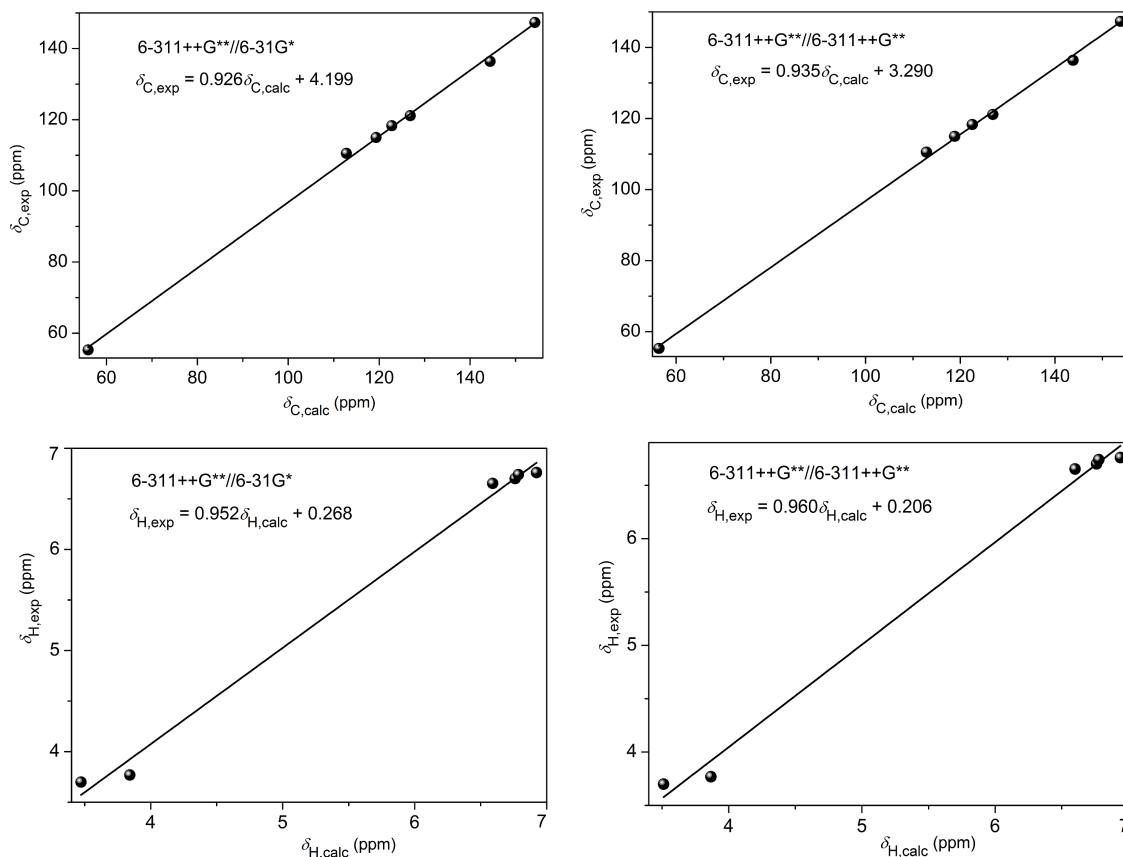 6-311++G**//6-31G*
δC,exp = 0.926δC,calc + 4.199
140
120
100
80
60
δC,exp (ppm)
60 80 100 120 140
δC,calc (ppm)
6-311++G**//6-311++G**
δC,exp = 0.935δC,calc + 3.290
140
120
100
80
60
δC,exp (ppm)
60 80 100 120 140
δC,calc (ppm)
6-311++G**//6-31G*
δH,exp = 0.952δH,calc + 0.268
7
6
5
4
δH,exp (ppm)
4 5 6 7
δH,calc (ppm)
6-311++G**//6-311++G**
δH,exp = 0.960δH,calc + 0.206
6
5
4
δH,exp (ppm)
4 5 6 7
δH,calc (ppm)